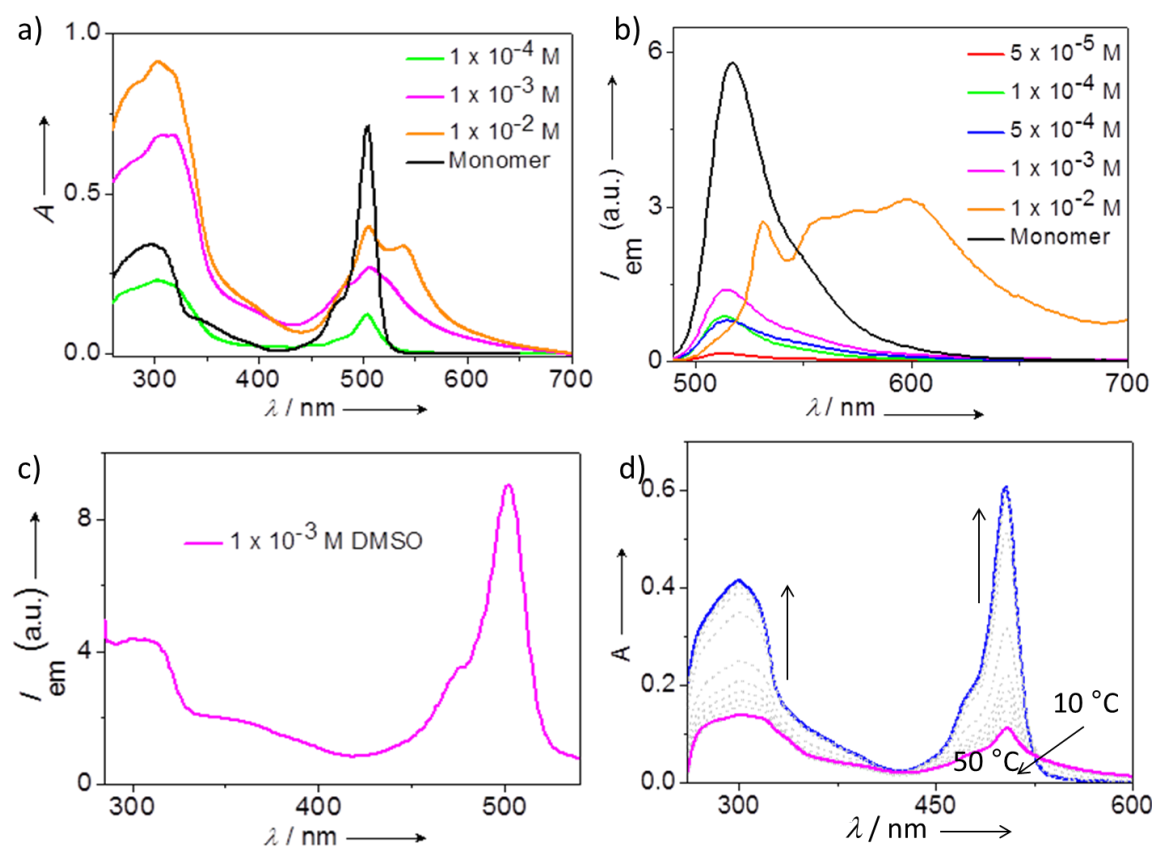 a)
1.0
0.5
0.0
A
1 x 10⁻⁴ M
1 x 10⁻³ M
1 x 10⁻² M
Monomer
300 400 500 600 700
λ / nm
b)
6
3
0
I em (a.u.)
5 x 10⁻⁵ M
1 x 10⁻⁴ M
5 x 10⁻⁴ M
1 x 10⁻³ M
1 x 10⁻² M
Monomer
500 600 700
λ / nm
c)
8
4
0
I em (a.u.)
1 x 10⁻³ M DMSO
300 400 500
λ / nm
d)
0.6
0.4
0.2
0.0
A
10 °C
50 °C
300 450 600
λ / nm